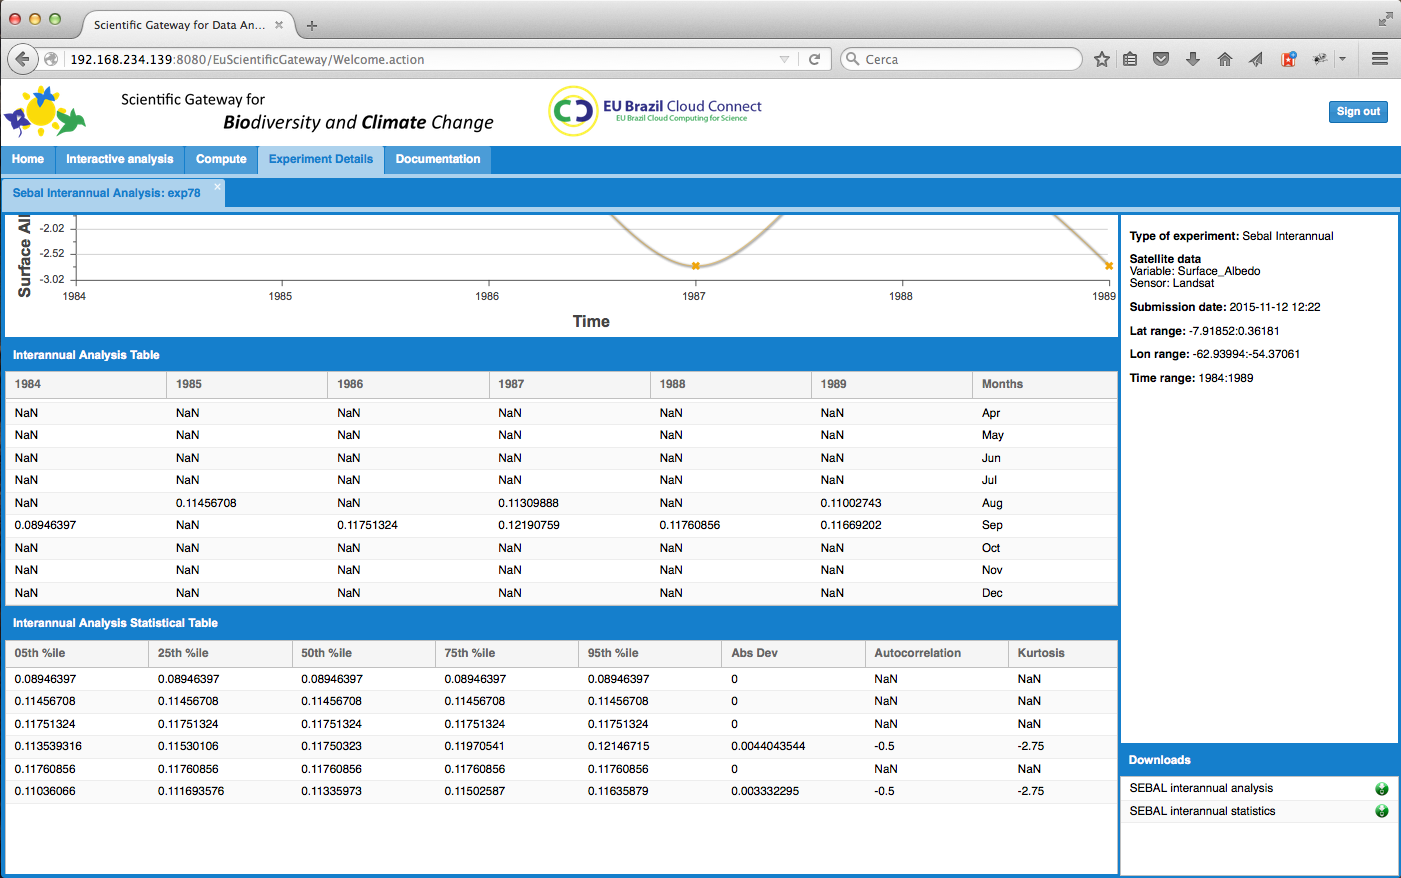 Scientific Gateway for Data An...
192.168.234.139:8080/EuScientificGateway/Welcome.action
Cerca
Scientific Gateway for
Biodiversity and Climate Change
EU Brazil Cloud Connect
EU Brazil Cloud Computing for Science
Sign out
Home Interactive analysis Compute Experiment Details Documentation
Sebal Interannual Analysis: exp78
Surface Al
-2.02
-2.52
-3.02
1984 1985 1986 1987 1988 1989
Time
Interannual Analysis Table
1984 1985 1986 1987 1988 1989 Months
NaN NaN NaN NaN NaN NaN Apr
NaN NaN NaN NaN NaN NaN May
NaN NaN NaN NaN NaN NaN Jun
NaN NaN NaN NaN NaN NaN Jul
NaN 0.11456708 NaN 0.11309888 NaN 0.11002743 Aug
0.08946397 NaN 0.11751324 0.12190759 0.11760856 0.11669202 Sep
NaN NaN NaN NaN NaN NaN Oct
NaN NaN NaN NaN NaN NaN Nov
NaN NaN NaN NaN NaN NaN Dec
Interannual Analysis Statistical Table
05th %ile 25th %ile 50th %ile 75th %ile 95th %ile Abs Dev Autocorrelation Kurtosis
0.08946397 0.08946397 0.08946397 0.08946397 0.08946397 0 NaN NaN
0.11456708 0.11456708 0.11456708 0.11456708 0.11456708 0 NaN NaN
0.11751324 0.11751324 0.11751324 0.11751324 0.11751324 0 NaN NaN
0.113539316 0.11530106 0.11750323 0.11970541 0.12146715 0.0044043544 -0.5 -2.75
0.11760856 0.11760856 0.11760856 0.11760856 0.11760856 0 NaN NaN
0.11036066 0.111693576 0.11335973 0.11502587 0.11635879 0.003332295 -0.5 -2.75
Type of experiment: Sebal Interannual
Satellite data
Variable: Surface_Albedo
Sensor: Landsat
Submission date: 2015-11-12 12:22
Lat range: -7.91852:0.36181
Lon range: -62.93994:-54.37061
Time range: 1984:1989
Downloads
SEBAL interannual analysis
SEBAL interannual statistics